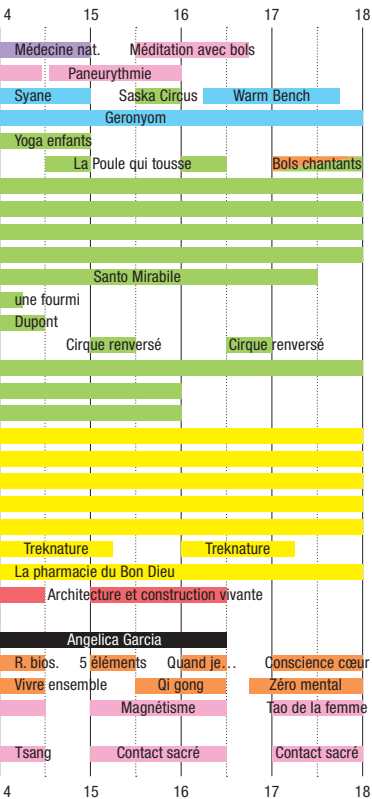 4 15 16 17 18
Médecine nat. Méditation avec bols
Paneurythmie
Syane Saska Circus Warm Bench
Geronyom
Yoga enfants
La Poule qui tousse Bols chantants
Santo Mirabile
une fourmi
Dupont
Cirque renversé Cirque renversé
Treknature Treknature
La pharmacie du Bon Dieu
Architecture et construction vivante
Angelica Garcia
R. bios. 5 éléments Quand je… Conscience cœur
Vivre ensemble Qi gong Zéro mental
Magnétisme Tao de la femme
Tsang Contact sacré Contact sacré
4 15 16 17 18